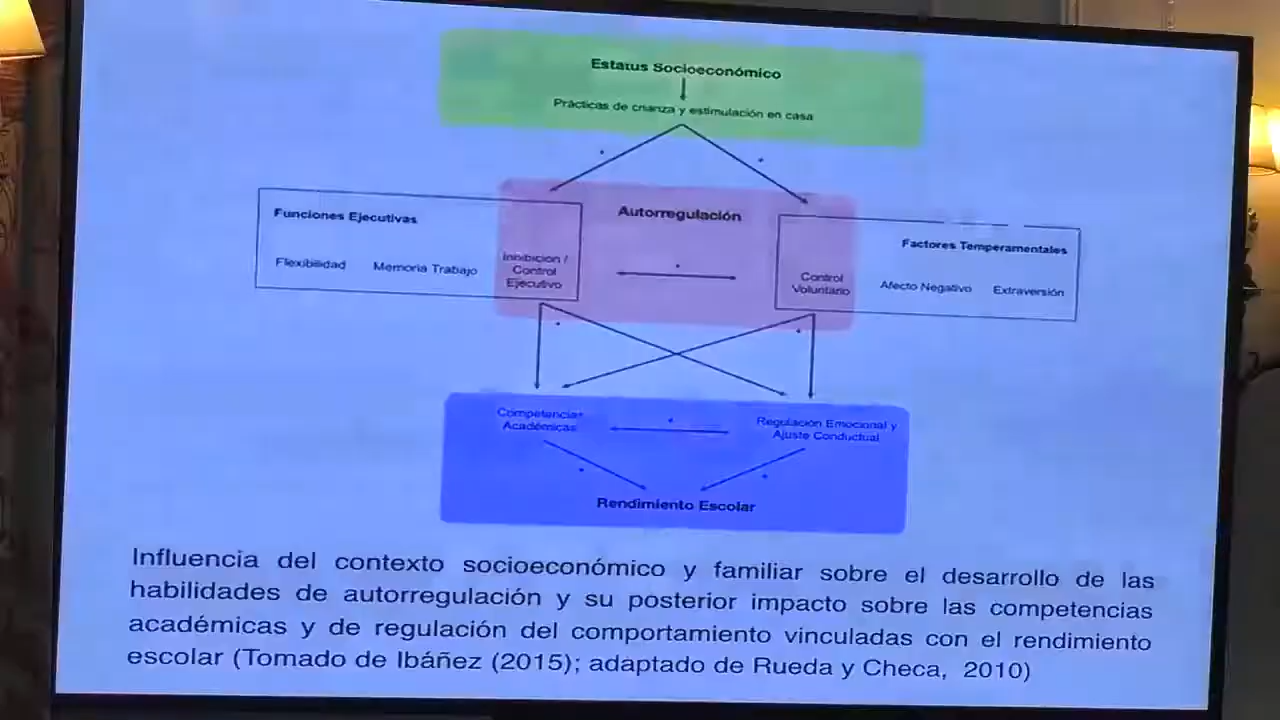 Estatus Socioeconómico
Prácticas de crianza y estimulación en casa
Funciones Ejecutivas
Flexibilidad
Memoria Trabajo
Inhibición /
Control
Ejecutivo
Autorregulación
Factores Temperamentales
Control
Voluntario
Afecto Negativo
Extraversión
Competencias
Académicas
Regulación Emocional y
Ajuste Conductual
Rendimiento Escolar
Influencia del contexto socioeconómico y familiar sobre el desarrollo de las
habilidades de autorregulación y su posterior impacto sobre las competencias
académicas y de regulación del comportamiento vinculadas con el rendimiento
escolar (Tomado de Ibáñez (2015); adaptado de Rueda y Checa, 2010)